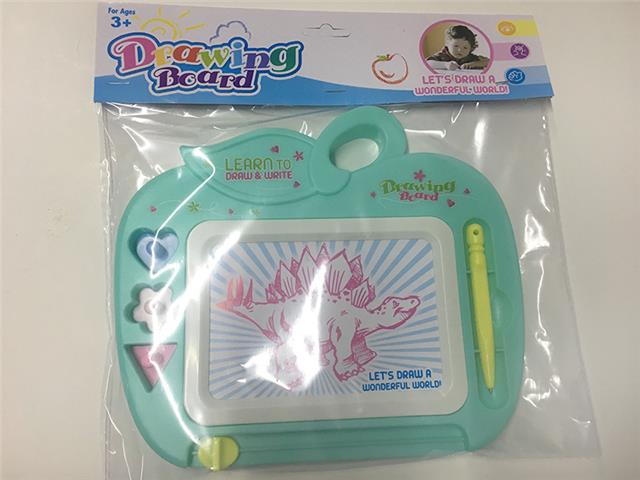 For Ages
3+
Drawing
Board
LET'S DRAW A
WONDERFUL WORLD!
LEARN TO
DRAW & WRITE
Drawing
Board
LET'S DRAW A
WONDERFUL WORLD!